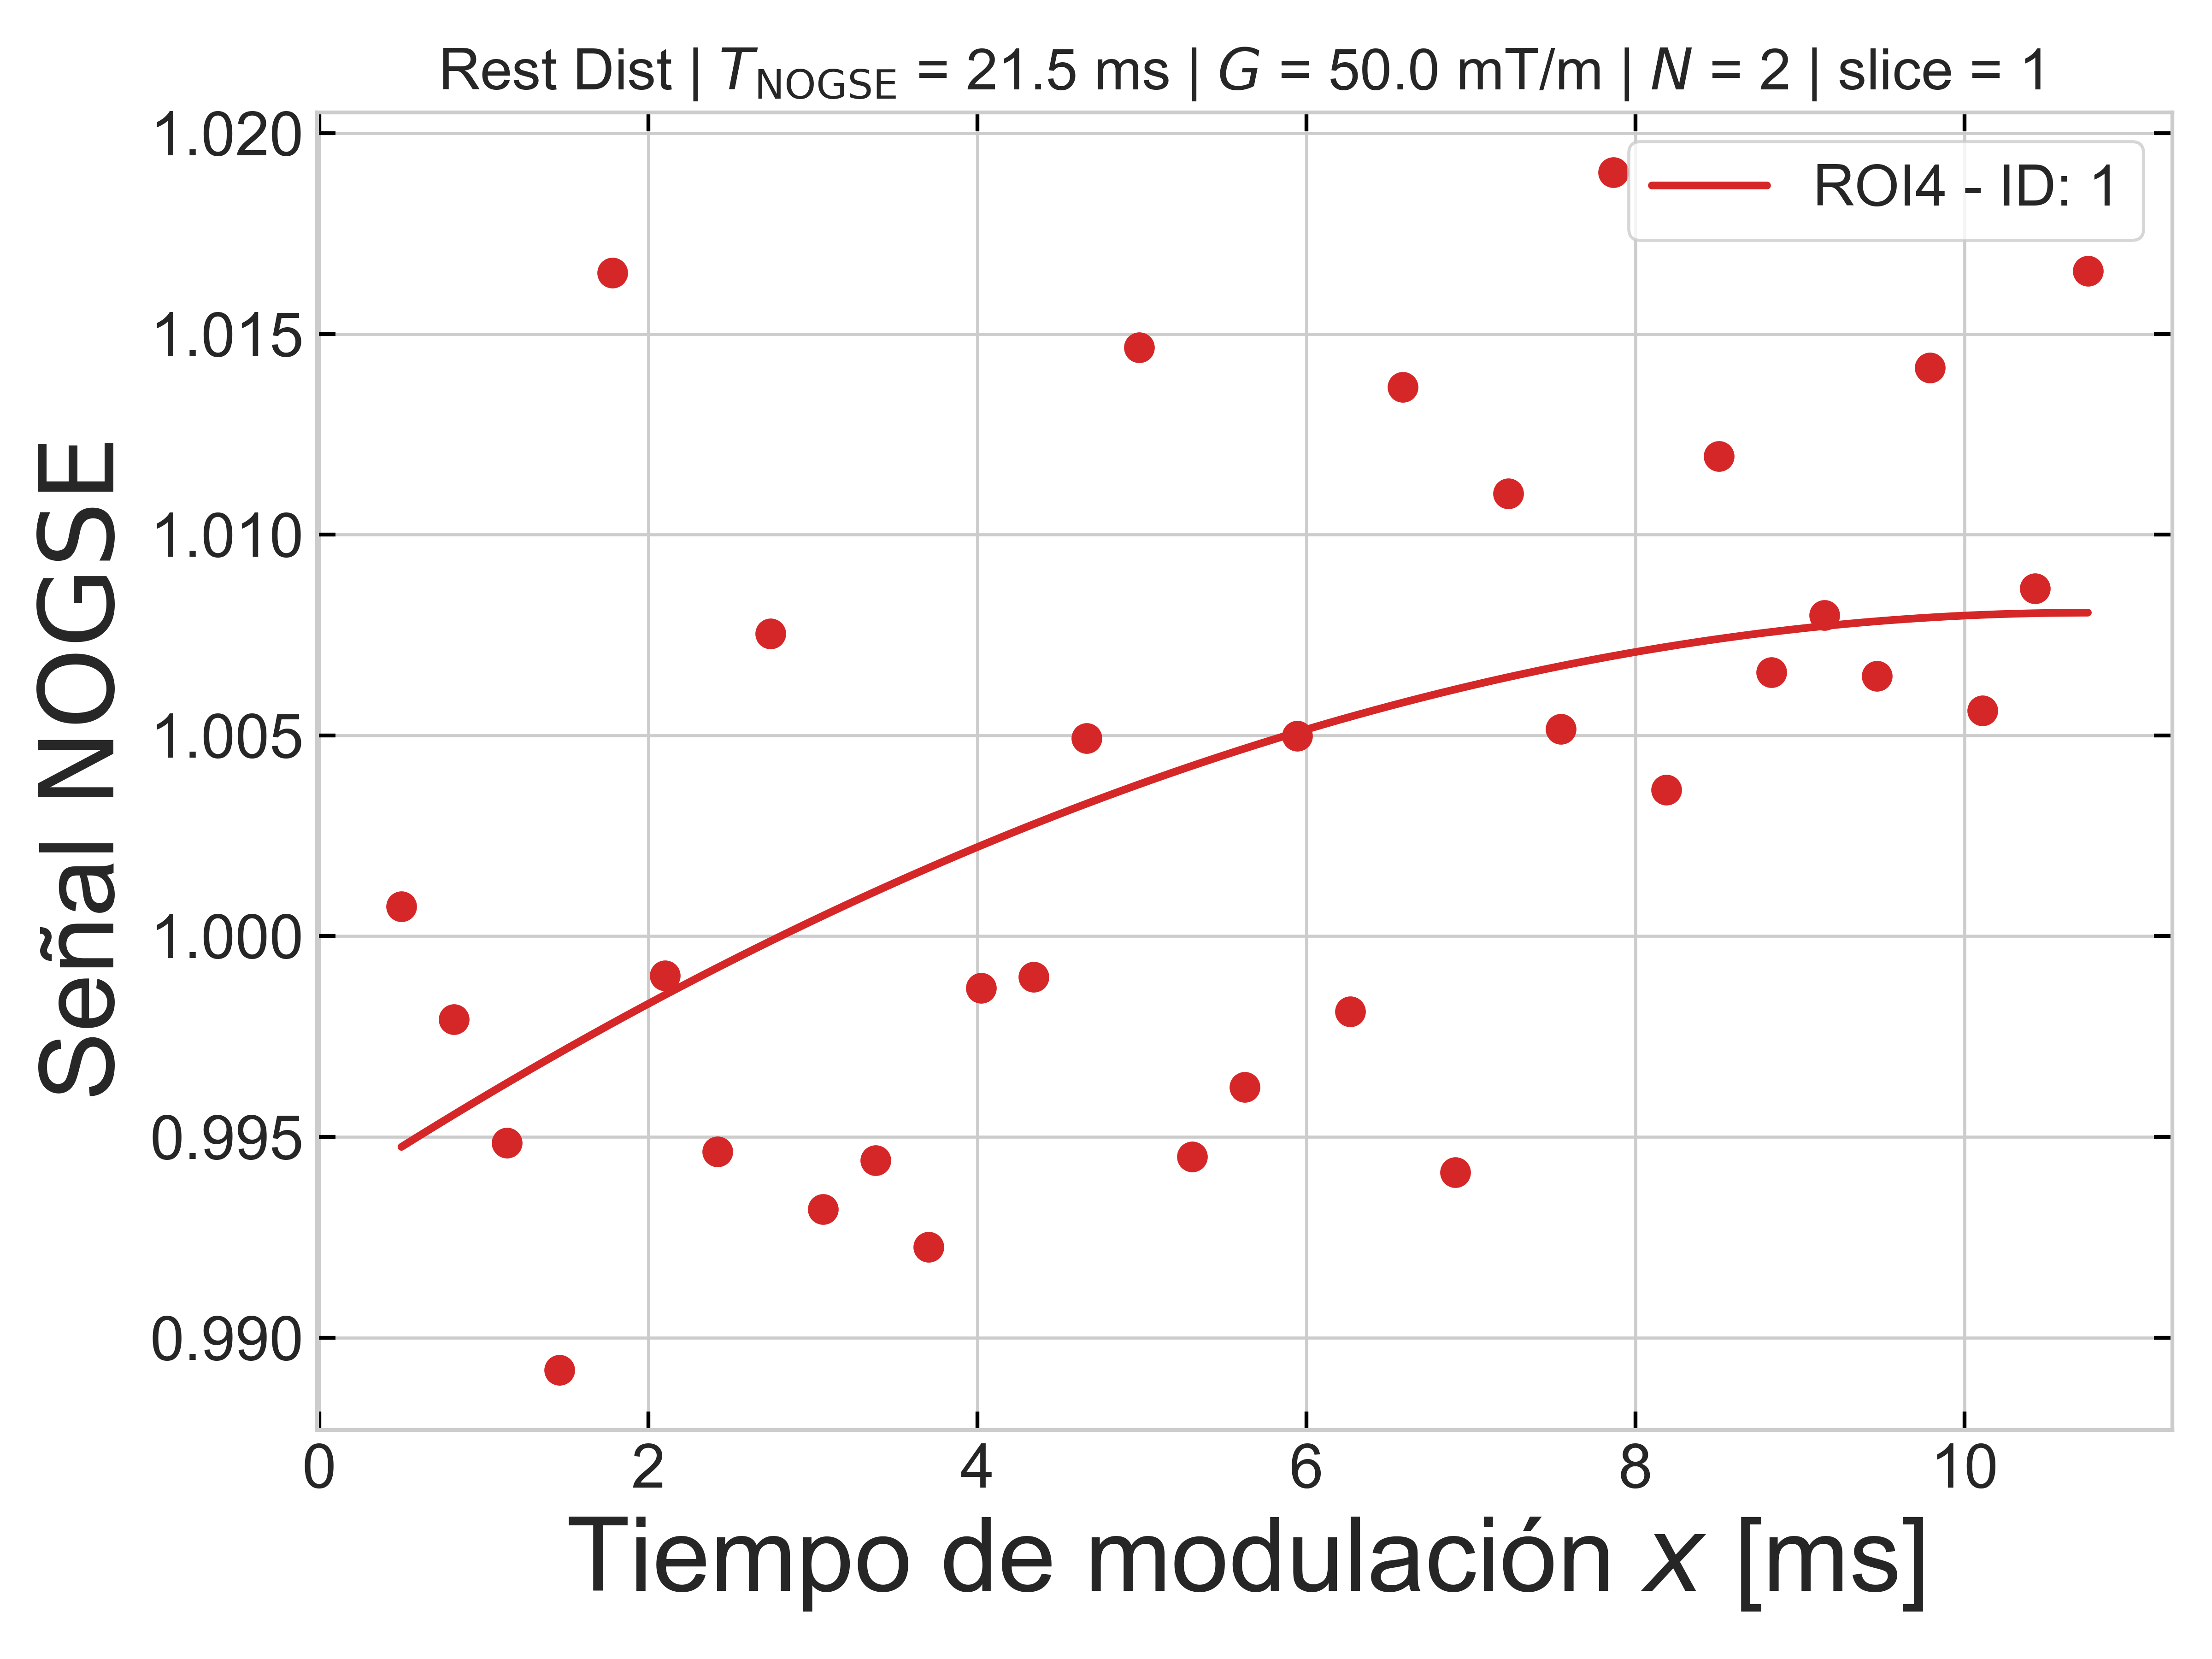 Rest Dist | T_NOGSE = 21.5 ms | G = 50.0 mT/m | N = 2 | slice = 1
1.020
1.015
1.010
1.005
1.000
0.995
0.990
Señal NOGSE
ROI4 - ID: 1
0 2 4 6 8 10
Tiempo de modulación x [ms]